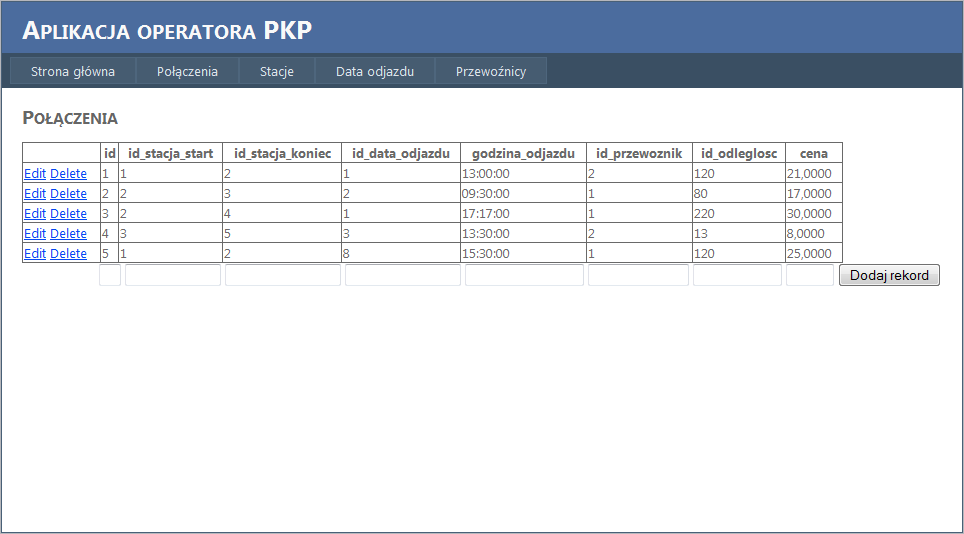 Aplikacja operatora PKP
Strona główna Połączenia Stacje Data odjazdu Przewoźnicy
Połączenia
id id_stacja_start id_stacja_koniec id_data_odjazdu godzina_odjazdu id_przewoznik id_odleglosc cena
Edit Delete 1 1 2 1 13:00:00 2 120 21,0000
Edit Delete 2 2 3 2 09:30:00 1 80 17,0000
Edit Delete 3 2 4 1 17:17:00 1 220 30,0000
Edit Delete 4 3 5 3 13:30:00 2 13 8,0000
Edit Delete 5 1 2 8 15:30:00 1 120 25,0000
Dodaj rekord